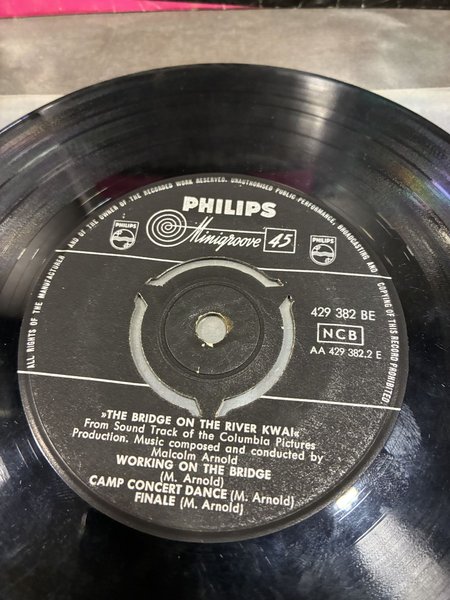 ALL RIGHTS OF THE MANUFACTURER AND OF THE OWNER OF THE RECORDED WORK RESERVED. UNAUTHORISED PUBLIC PERFORMANCE, BROADCASTING AND COPYING OF THIS RECORD PROHIBITED
PHILIPS
PHILIPS
Minigroove 45
PHILIPS
429 382 BE
NCB
AA 429 382.2 E
»THE BRIDGE ON THE RIVER KWAI«
From Sound Track of the Columbia Pictures
Production. Music composed and conducted by
Malcolm Arnold
WORKING ON THE BRIDGE
(M. Arnold)
CAMP CONCERT DANCE (M. Arnold)
FINALE (M. Arnold)